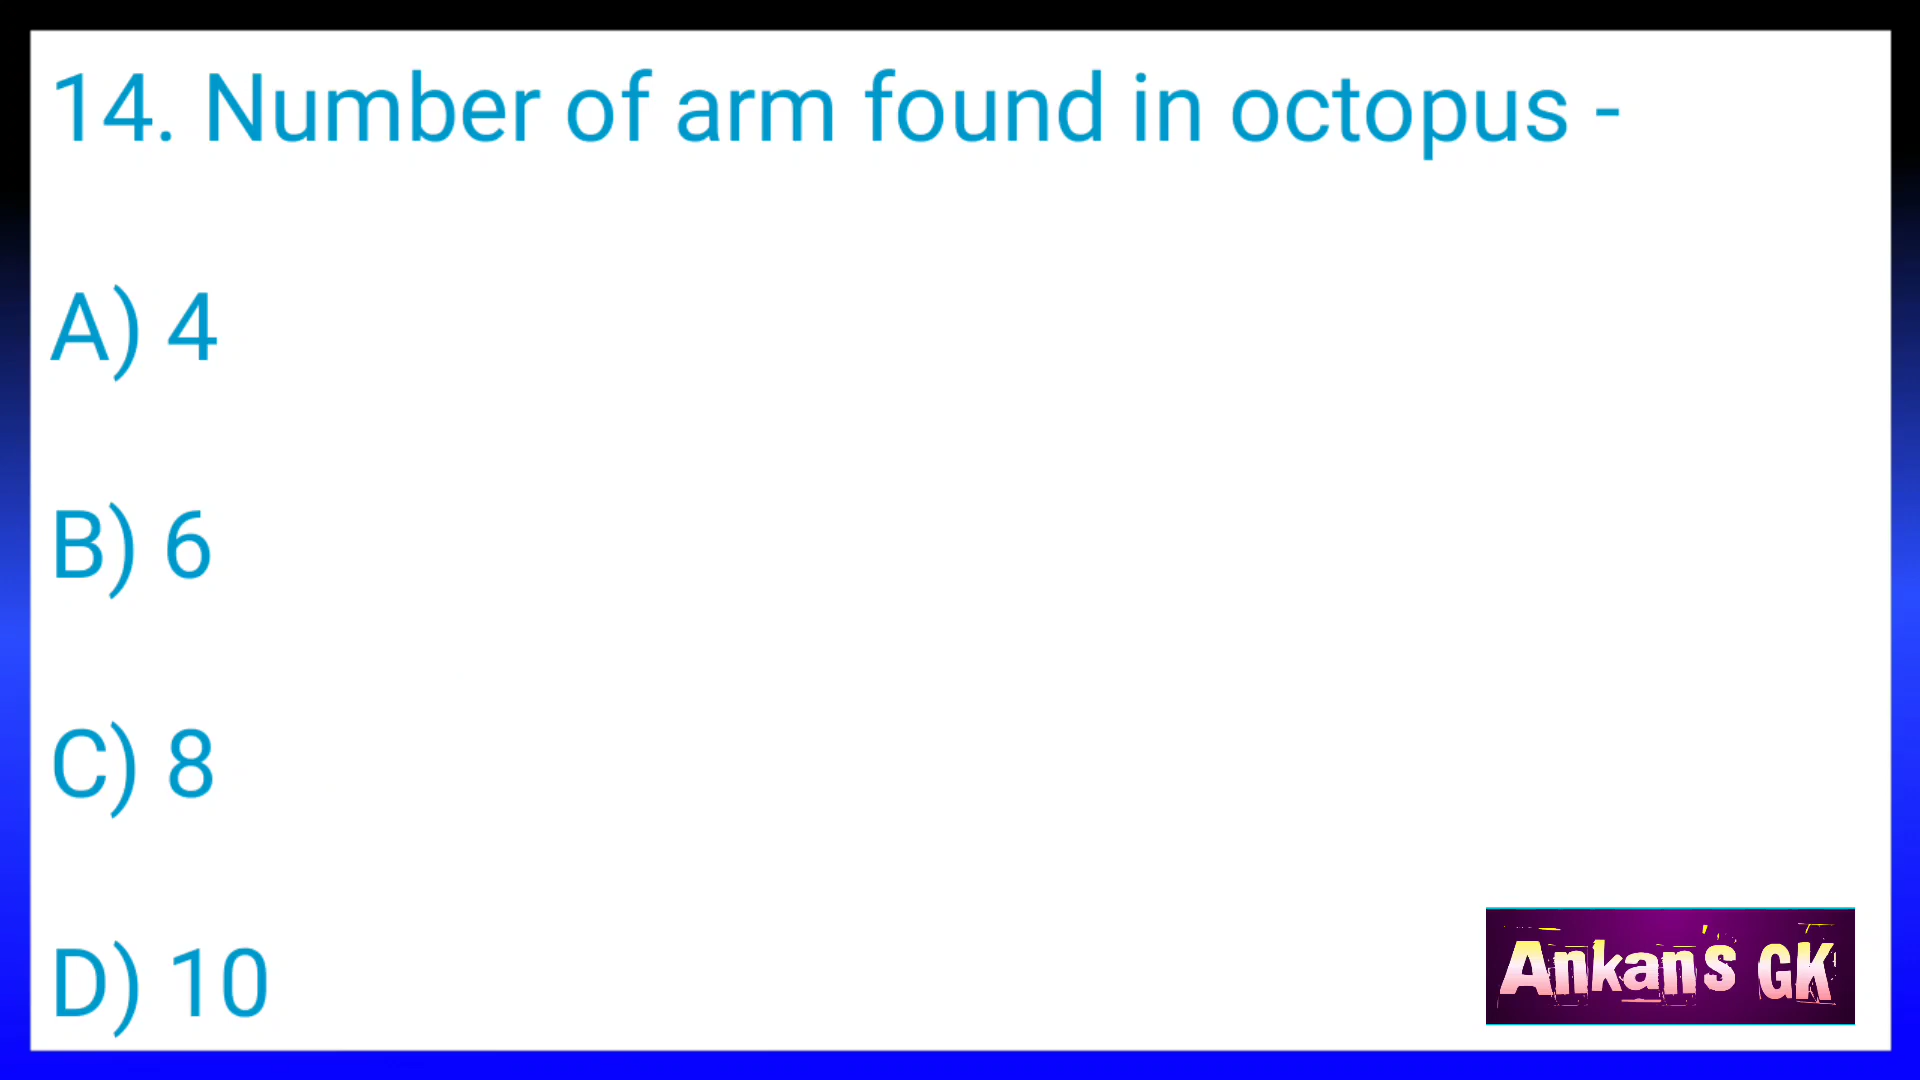 14. Number of arm found in octopus -
A) 4
B) 6
C) 8
D) 10
Ankan's GK